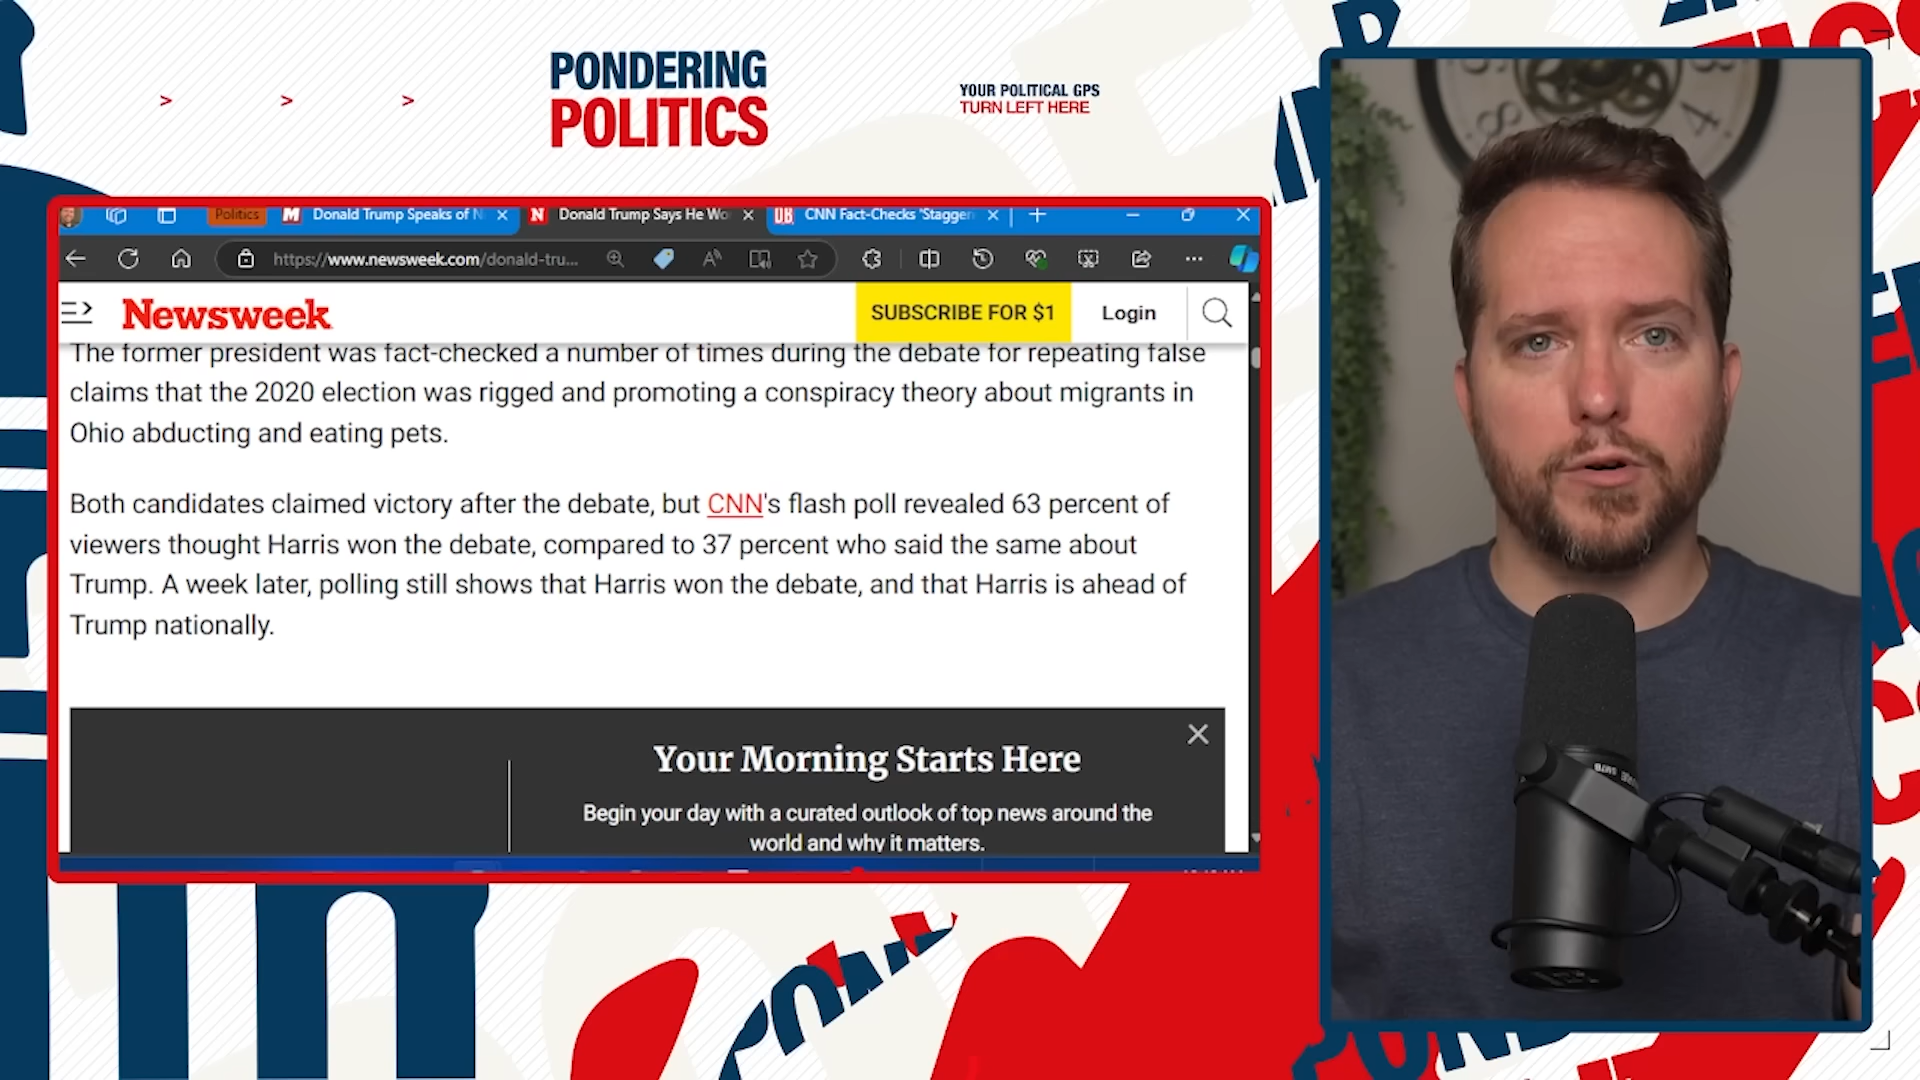 PONDERING
POLITICS
YOUR POLITICAL GPS
TURN LEFT HERE
> > >
Politics
Donald Trump Speaks of N
Donald Trump Says He Wo
CNN Fact-Checks 'Stagger
https://www.newsweek.com/donald-tru...
Newsweek
SUBSCRIBE FOR $1
Login
The former president was fact-checked a number of times during the debate for repeating false
claims that the 2020 election was rigged and promoting a conspiracy theory about migrants in
Ohio abducting and eating pets.
Both candidates claimed victory after the debate, but CNN's flash poll revealed 63 percent of
viewers thought Harris won the debate, compared to 37 percent who said the same about
Trump. A week later, polling still shows that Harris won the debate, and that Harris is ahead of
Trump nationally.
Your Morning Starts Here
Begin your day with a curated outlook of top news around the
world and why it matters.